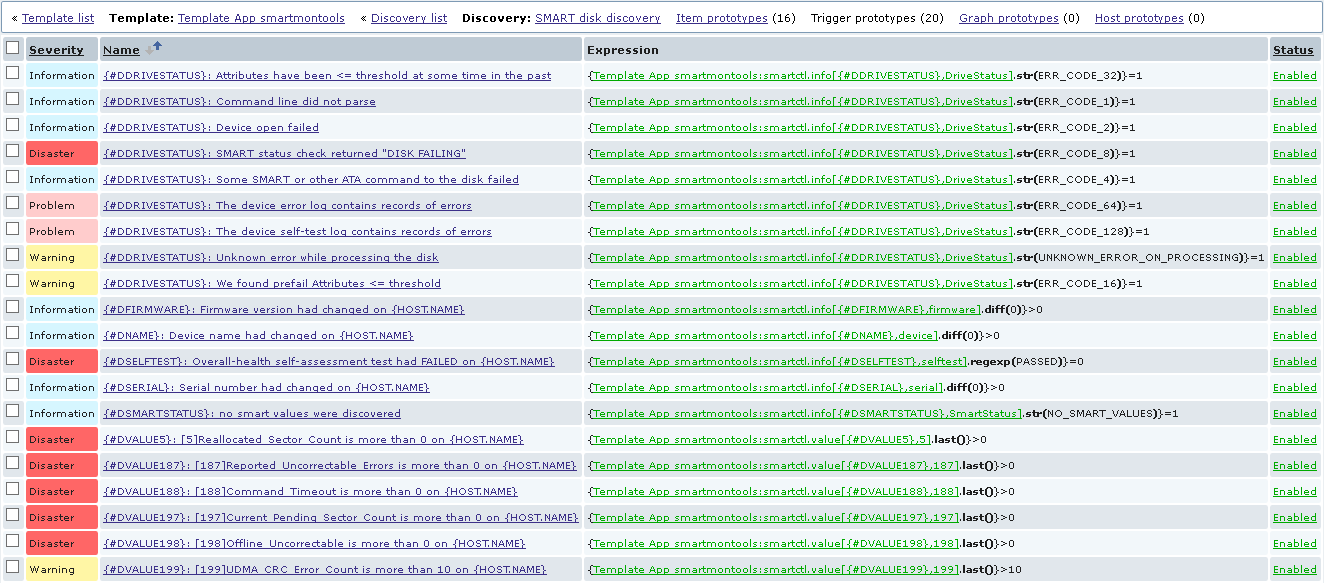 « Template list Template: Template App smartmontools « Discovery list Discovery: SMART disk discovery Item prototypes (16) Trigger prototypes (20) Graph prototypes (0) Host prototypes (0)
Severity Name Expression Status
Information {#DDRIVESTATUS}: Attributes have been <= threshold at some time in the past {Template App smartmontools:smartctl.info[{#DDRIVESTATUS},DriveStatus].str(ERR_CODE_32)}=1 Enabled
Information {#DDRIVESTATUS}: Command line did not parse {Template App smartmontools:smartctl.info[{#DDRIVESTATUS},DriveStatus].str(ERR_CODE_1)}=1 Enabled
Information {#DDRIVESTATUS}: Device open failed {Template App smartmontools:smartctl.info[{#DDRIVESTATUS},DriveStatus].str(ERR_CODE_2)}=1 Enabled
Disaster {#DDRIVESTATUS}: SMART status check returned "DISK FAILING" {Template App smartmontools:smartctl.info[{#DDRIVESTATUS},DriveStatus].str(ERR_CODE_8)}=1 Enabled
Information {#DDRIVESTATUS}: Some SMART or other ATA command to the disk failed {Template App smartmontools:smartctl.info[{#DDRIVESTATUS},DriveStatus].str(ERR_CODE_4)}=1 Enabled
Problem {#DDRIVESTATUS}: The device error log contains records of errors {Template App smartmontools:smartctl.info[{#DDRIVESTATUS},DriveStatus].str(ERR_CODE_64)}=1 Enabled
Problem {#DDRIVESTATUS}: The device self-test log contains records of errors {Template App smartmontools:smartctl.info[{#DDRIVESTATUS},DriveStatus].str(ERR_CODE_128)}=1 Enabled
Warning {#DDRIVESTATUS}: Unknown error while processing the disk {Template App smartmontools:smartctl.info[{#DDRIVESTATUS},DriveStatus].str(UNKNOWN_ERROR_ON_PROCESSING)}=1 Enabled
Warning {#DDRIVESTATUS}: We found prefail Attributes <= threshold {Template App smartmontools:smartctl.info[{#DDRIVESTATUS},DriveStatus].str(ERR_CODE_16)}=1 Enabled
Information {#DFIRMWARE}: Firmware version had changed on {HOST.NAME} {Template App smartmontools:smartctl.info[{#DFIRMWARE},firmware].diff(0)}>0 Enabled
Information {#DNAME}: Device name had changed on {HOST.NAME} {Template App smartmontools:smartctl.info[{#DNAME},device].diff(0)}>0 Enabled
Disaster {#DSELFTEST}: Overall-health self-assessment test had FAILED on {HOST.NAME} {Template App smartmontools:smartctl.info[{#DSELFTEST},selftest].regexp(PASSED)}=0 Enabled
Information {#DSERIAL}: Serial number had changed on {HOST.NAME} {Template App smartmontools:smartctl.info[{#DSERIAL},serial].diff(0)}>0 Enabled
Information {#DSMARTSTATUS}: no smart values were discovered {Template App smartmontools:smartctl.info[{#DSMARTSTATUS},SmartStatus].str(NO_SMART_VALUES)}=1 Enabled
Disaster {#DVALUE5}: [5]Reallocated_Sector_Count is more than 0 on {HOST.NAME} {Template App smartmontools:smartctl.value[{#DVALUE5},5].last()}>0 Enabled
Disaster {#DVALUE187}: [187]Reported_Uncorrectable_Errors is more than 0 on {HOST.NAME} {Template App smartmontools:smartctl.value[{#DVALUE187},187].last()}>0 Enabled
Disaster {#DVALUE188}: [188]Command_Timeout is more than 0 on {HOST.NAME} {Template App smartmontools:smartctl.value[{#DVALUE188},188].last()}>0 Enabled
Disaster {#DVALUE197}: [197]Current_Pending_Sector_Count is more than 0 on {HOST.NAME} {Template App smartmontools:smartctl.value[{#DVALUE197},197].last()}>0 Enabled
Disaster {#DVALUE198}: [198]Offline_Uncorrectable is more than 0 on {HOST.NAME} {Template App smartmontools:smartctl.value[{#DVALUE198},198].last()}>0 Enabled
Warning {#DVALUE199}: [199]UDMA_CRC_Error_Count is more than 10 on {HOST.NAME} {Template App smartmontools:smartctl.value[{#DVALUE199},199].last()}>10 Enabled